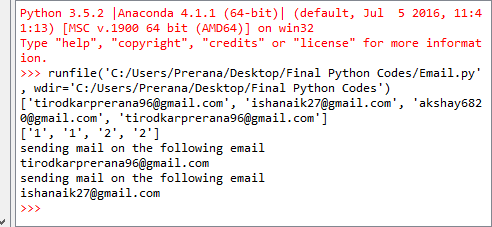 Python 3.5.2 |Anaconda 4.1.1 (64-bit)| (default, Jul  5 2016, 11:4
1:13) [MSC v.1900 64 bit (AMD64)] on win32
Type "help", "copyright", "credits" or "license" for more informat
ion.
>>> runfile('C:/Users/Prerana/Desktop/Final Python Codes/Email.py'
, wdir='C:/Users/Prerana/Desktop/Final Python Codes')
['tirodkarprerana96@gmail.com', 'ishanaik27@gmail.com', 'akshay682
0@gmail.com', 'tirodkarprerana96@gmail.com']
['1', '1', '2', '2']
sending mail on the following email
tirodkarprerana96@gmail.com
sending mail on the following email
ishanaik27@gmail.com
>>>